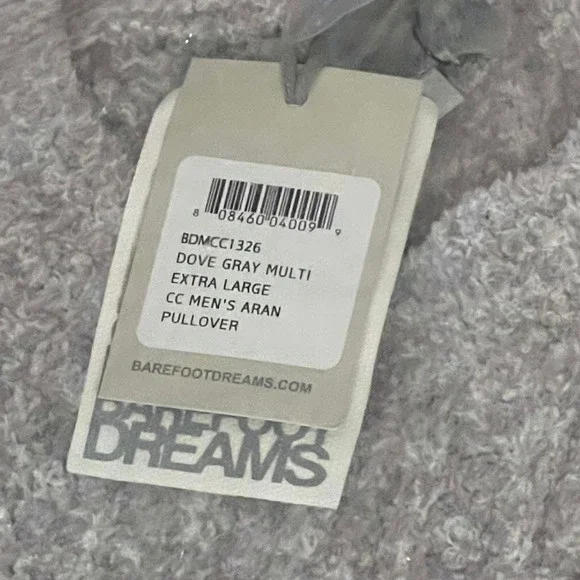 8 08460 04009 9
BDMCC1326
DOVE GRAY MULTI
EXTRA LARGE
CC MEN'S ARAN
PULLOVER
BAREFOOTDREAMS.COM
BAREFOOT
DREAMS